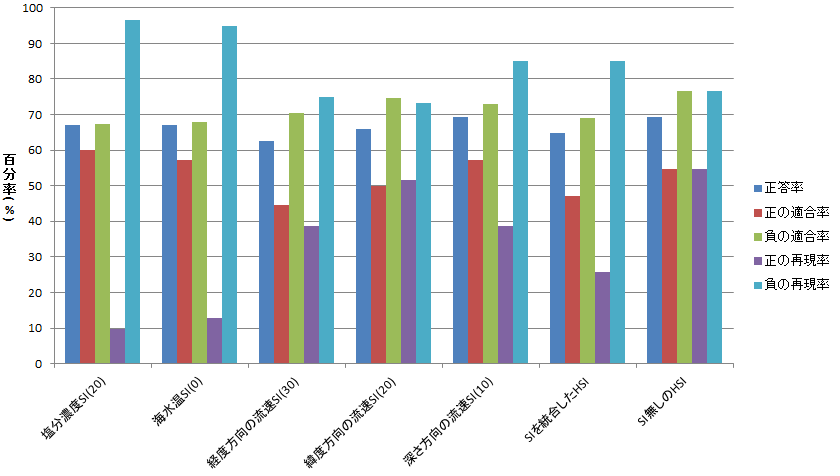 100
90
80
70
60
50
40
30
20
10
0
百分率(%)
塩分濃度SI(20)
海水温SI(0)
経度方向の流速SI(30)
緯度方向の流速SI(20)
深さ方向の流速SI(10)
SIを統合したHSI
SI無しのHSI
正答率
正の適合率
負の適合率
正の再現率
負の再現率